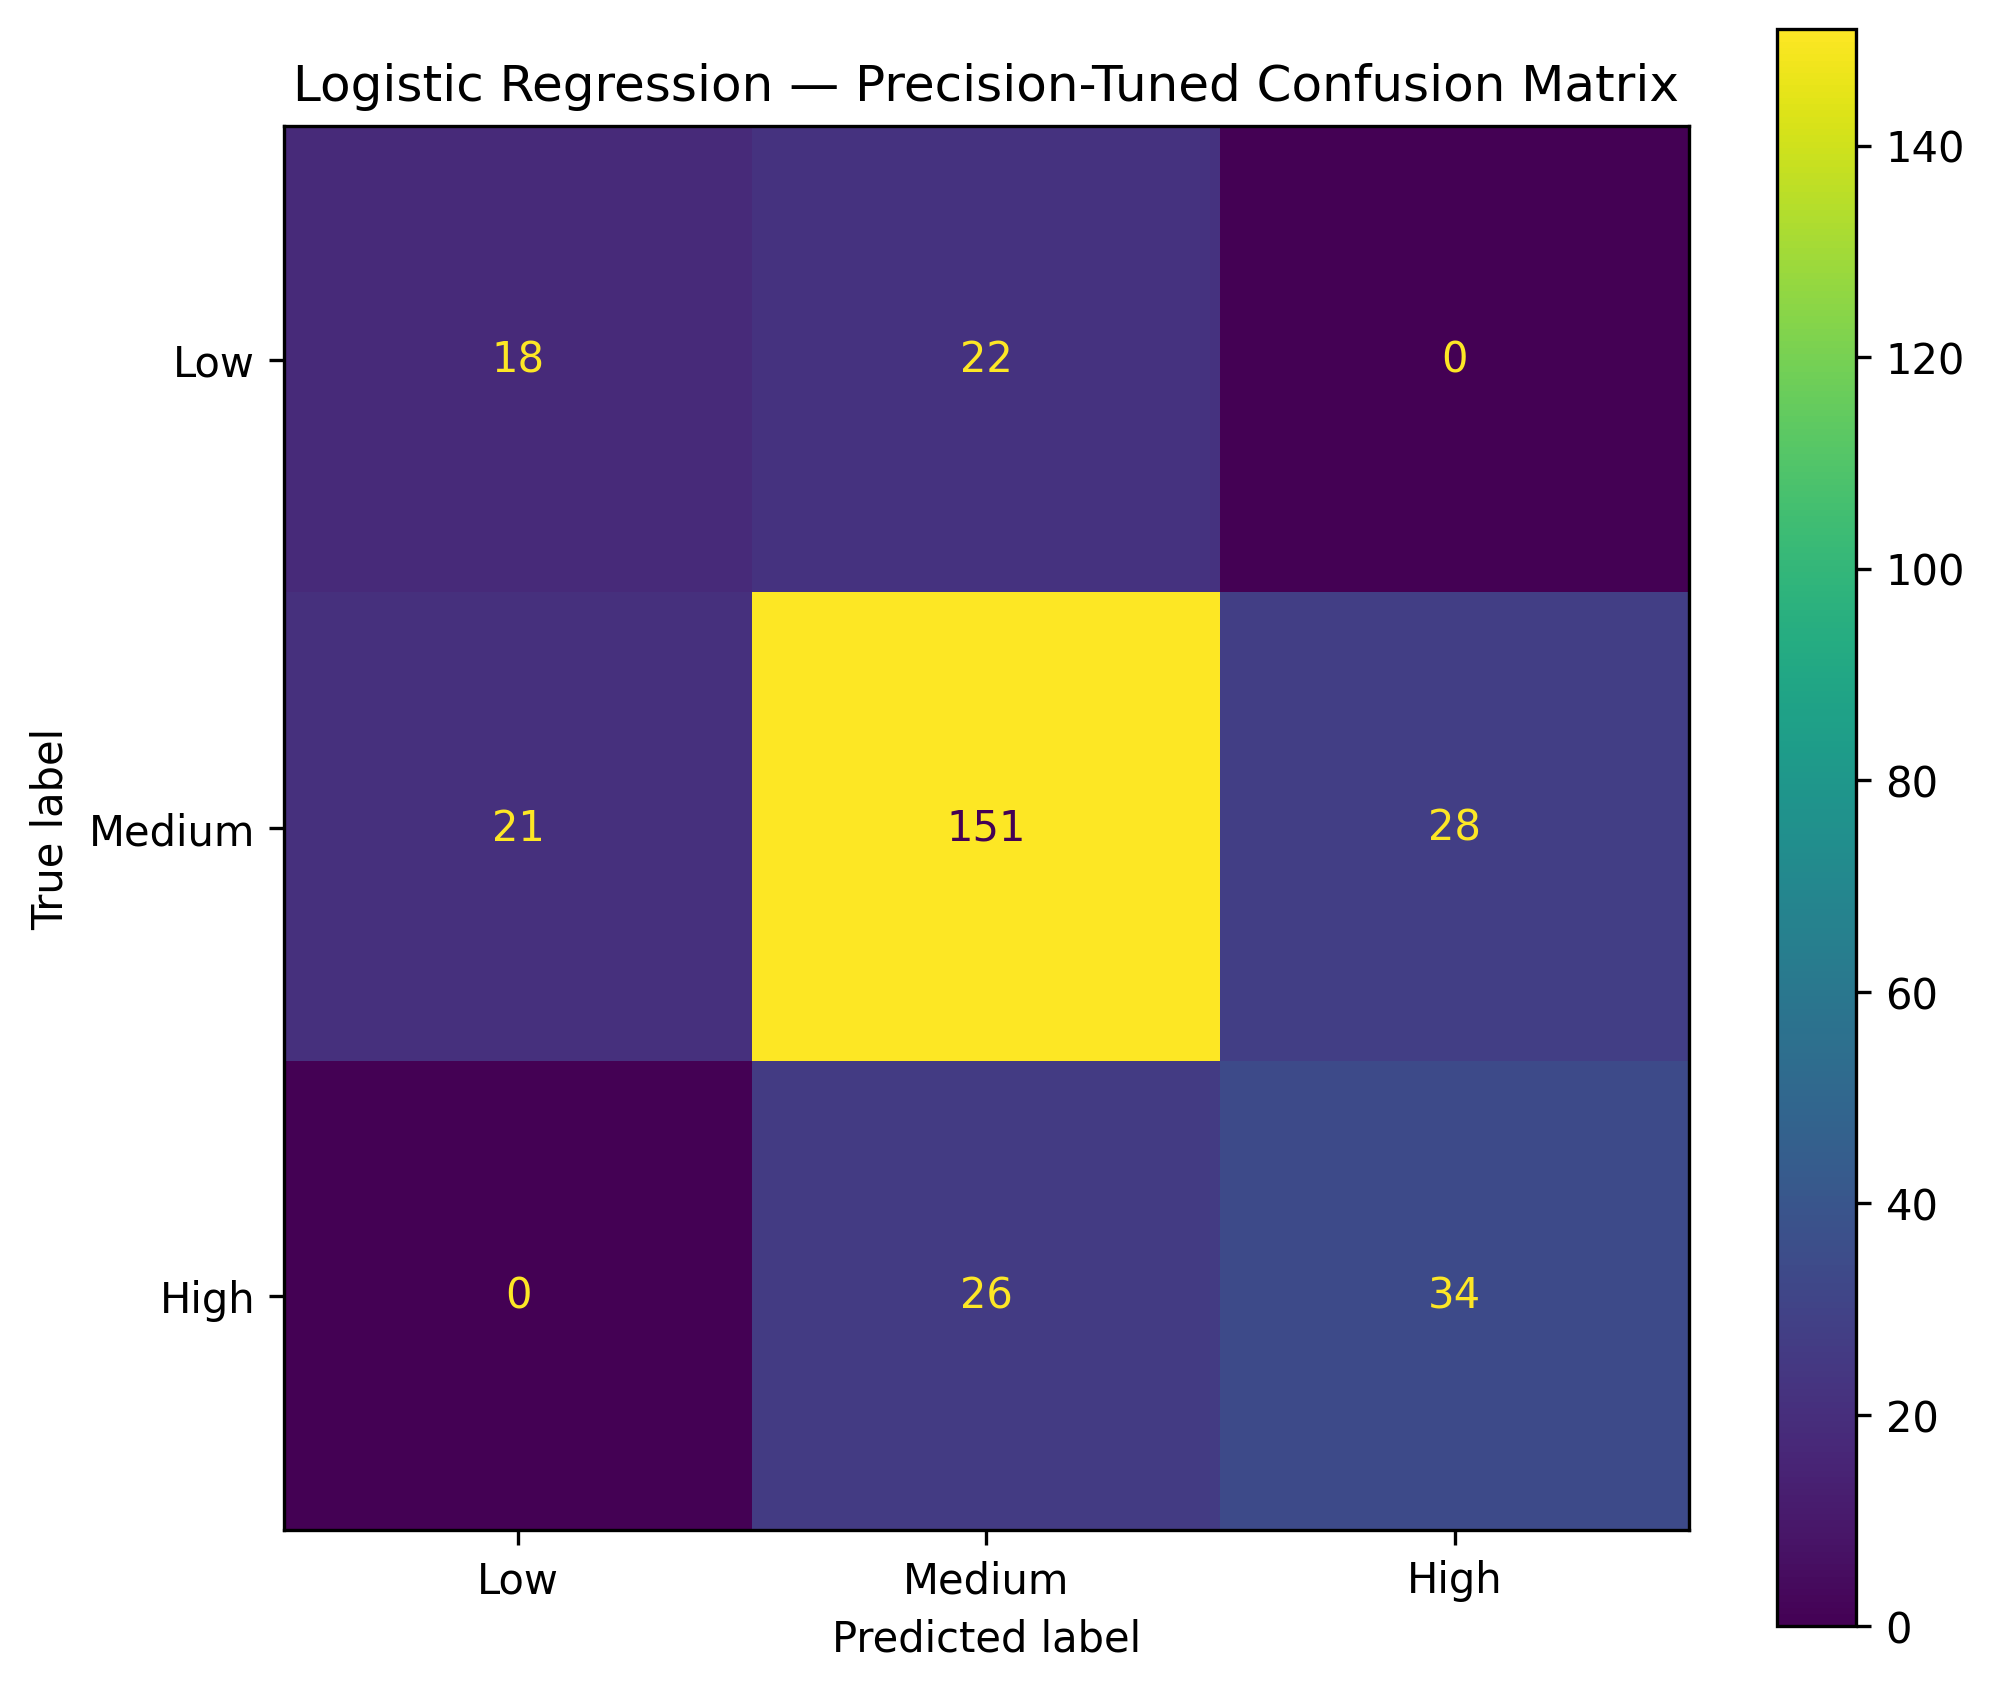 Logistic Regression — Precision-Tuned Confusion Matrix
True label
Low
18 22 0
Medium
21 151 28
High
0 26 34
Low Medium High
Predicted label
140
120
100
80
60
40
20
0